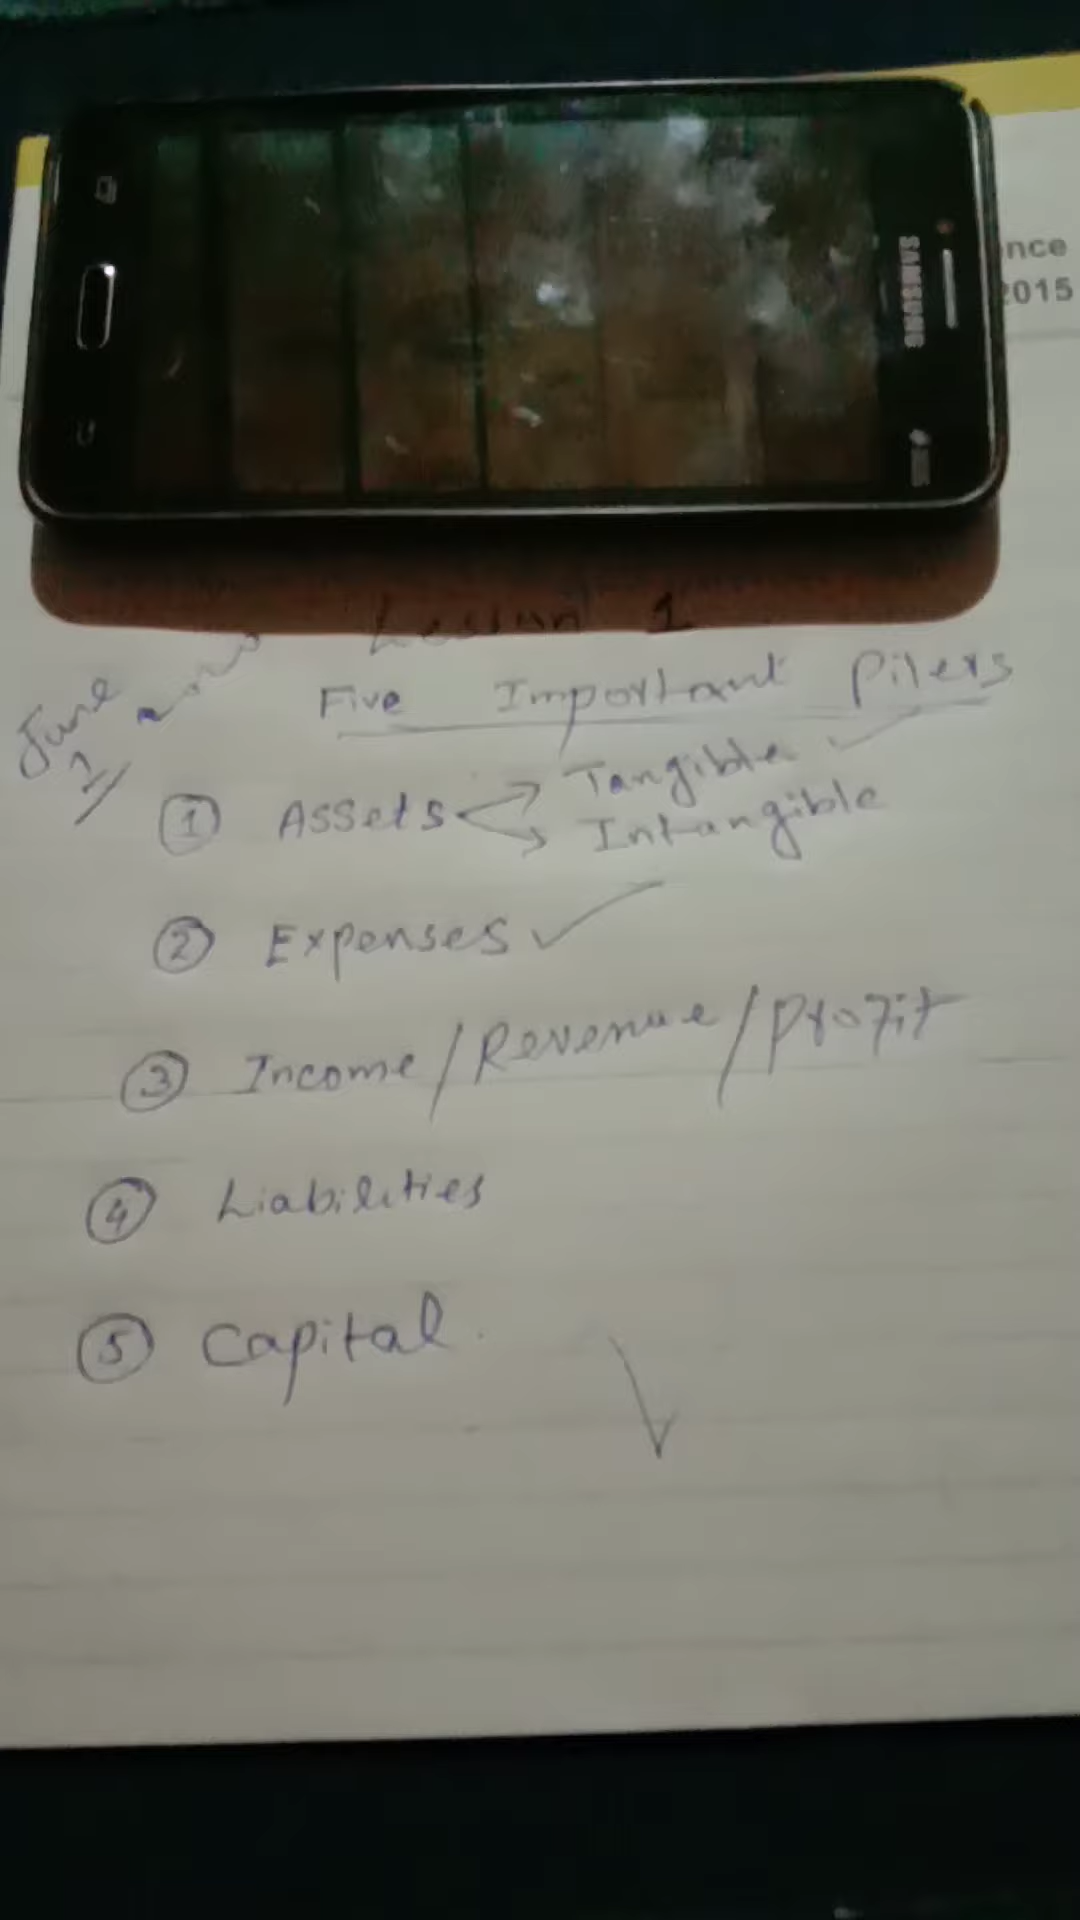 SAMSUNG
nce
2015
Lesson 1
June
1
Five Important Pilers
① Assets Tangible
Intangible
② Expenses
③ Income/Revenue/Profit
④ Liabilities
⑤ Capital.